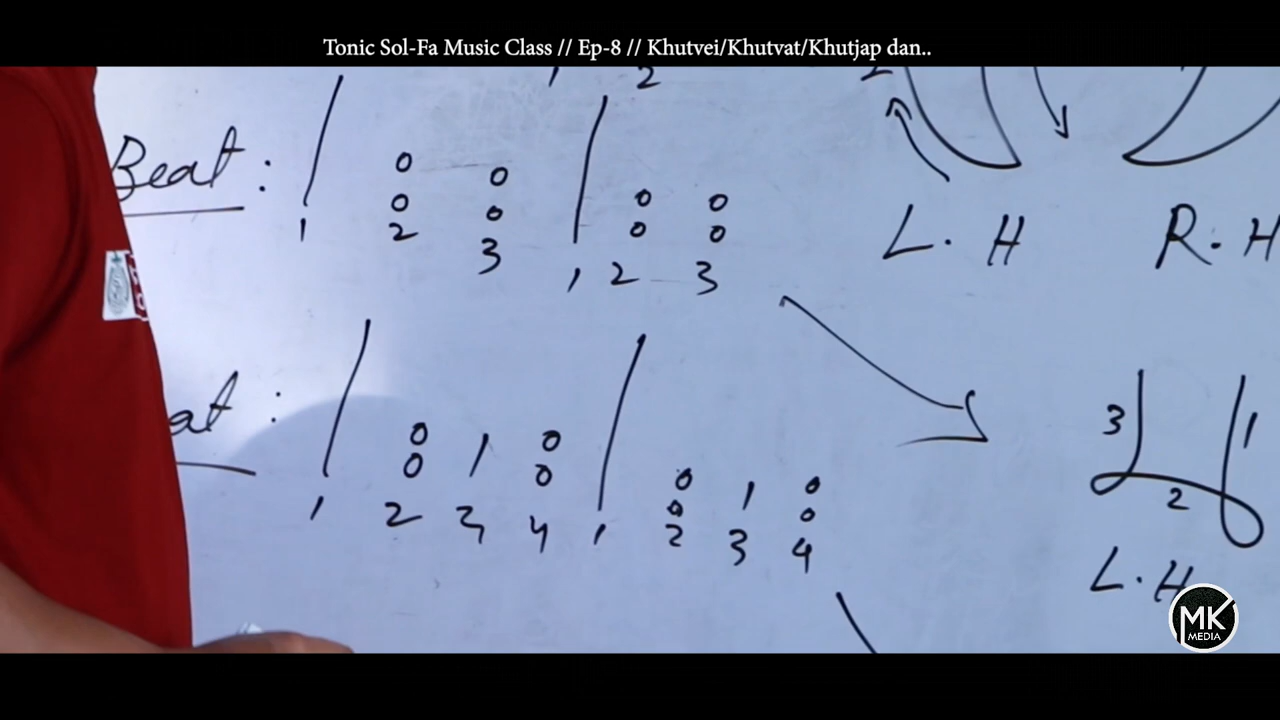 Tonic Sol-Fa Music Class // Ep-8 // Khutvei/Khutvat/Khutjap dan..
2
2
Beat : | o o | o o
o o o o
1 2 3 1 2 3
L. H R. H
at : | o | o | o | o
o o o o
1 2 3 4 1 2 3 4
3 1
2
L. H
MK
MEDIA